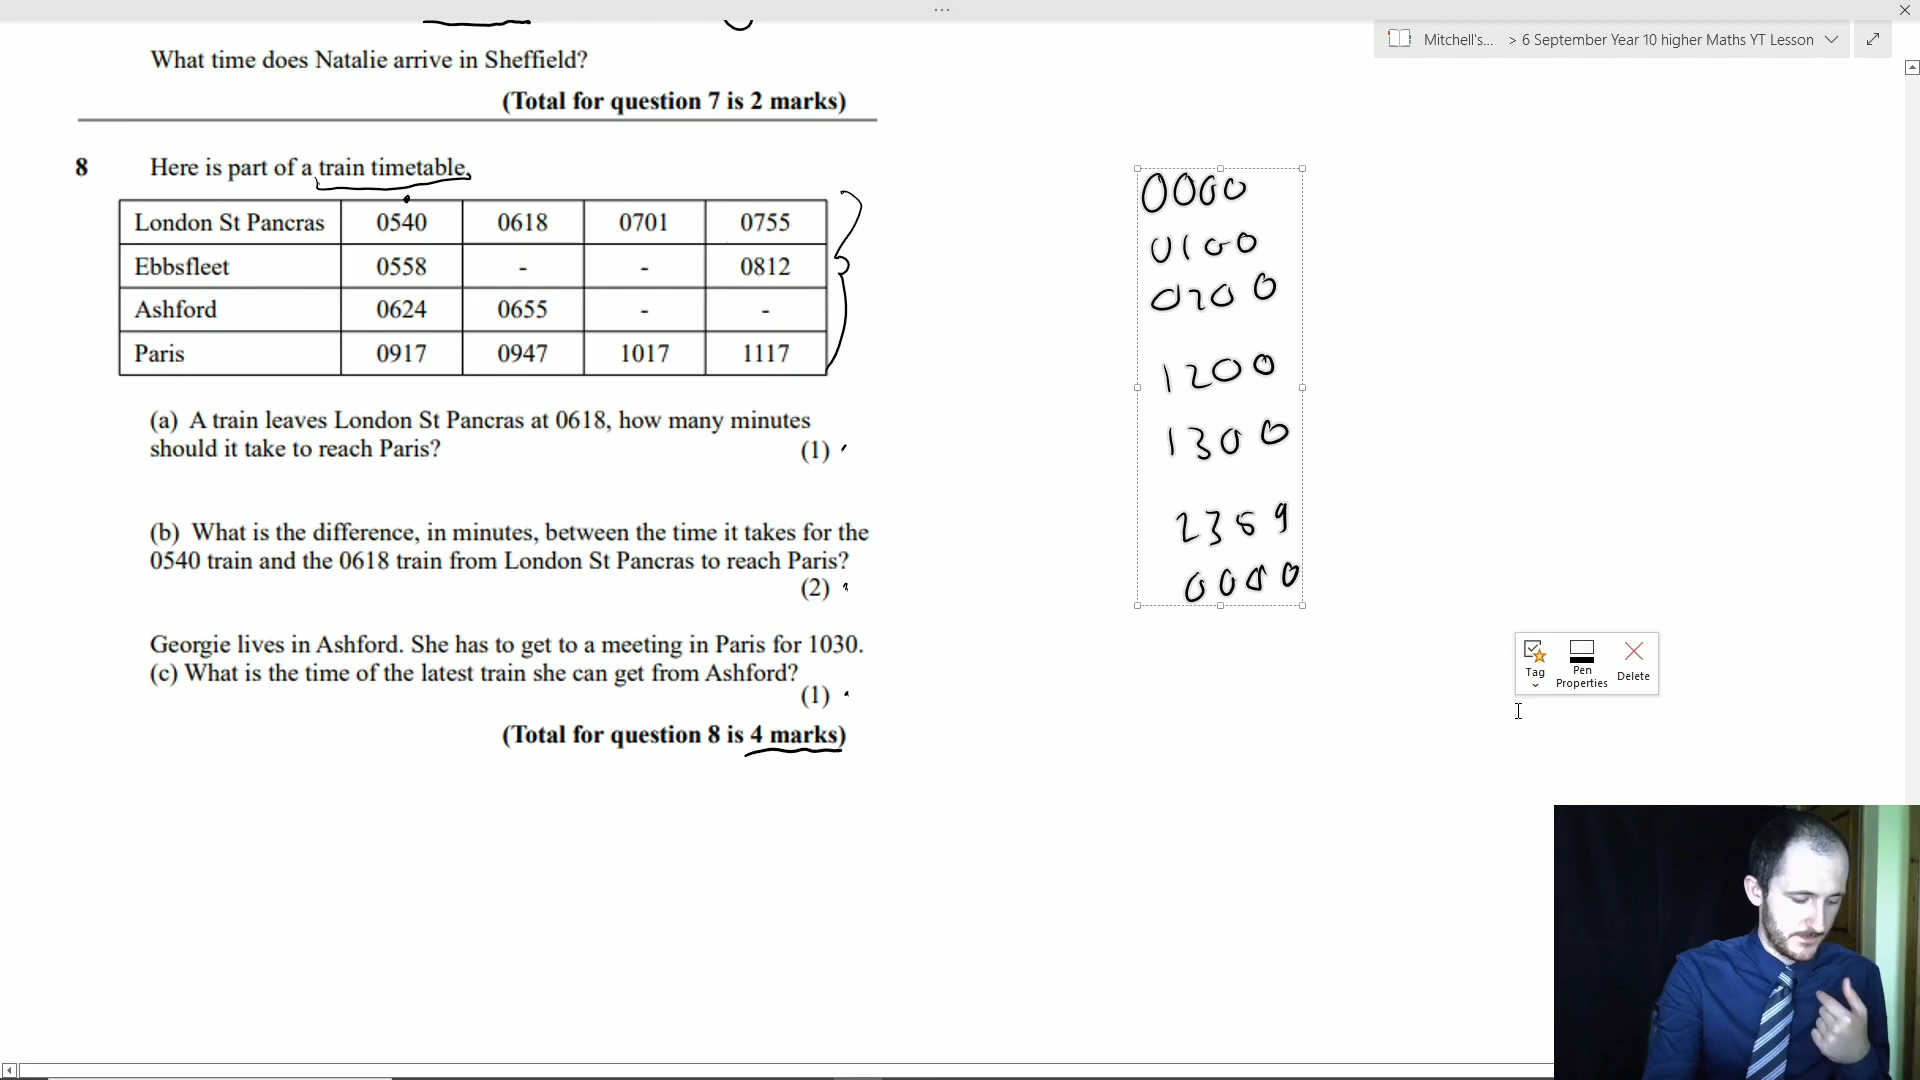 Mitchell's... > 6 September Year 10 higher Maths YT Lesson
What time does Natalie arrive in Sheffield?
(Total for question 7 is 2 marks)
8 Here is part of a train timetable.
London St Pancras 0540 0618 0701 0755
Ebbsfleet 0558 - - 0812
Ashford 0624 0655 - -
Paris 0917 0947 1017 1117
(a) A train leaves London St Pancras at 0618, how many minutes
should it take to reach Paris?
(1)
(b) What is the difference, in minutes, between the time it takes for the
0540 train and the 0618 train from London St Pancras to reach Paris?
(2)
Georgie lives in Ashford. She has to get to a meeting in Paris for 1030.
(c) What is the time of the latest train she can get from Ashford?
(1)
(Total for question 8 is 4 marks)
0000
0100
0200
1200
1300
2359
0000
Tag
Pen
Properties
Delete